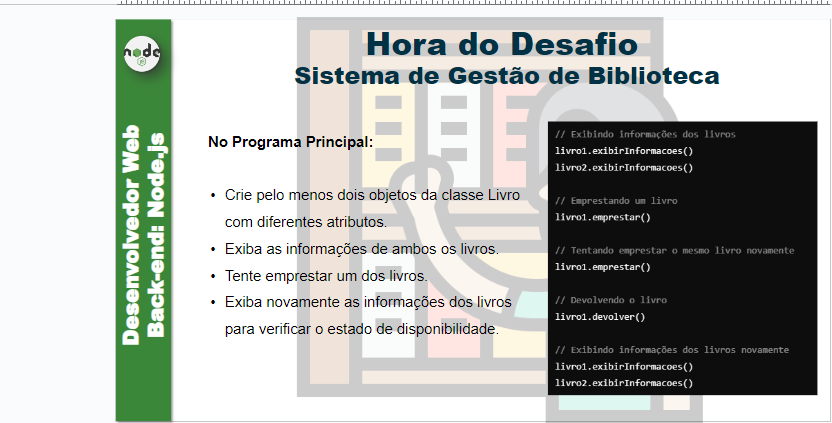 node
JS
Desenvolvedor Web
Back-end: Node.js
Hora do Desafio
Sistema de Gestão de Biblioteca
No Programa Principal:
• Crie pelo menos dois objetos da classe Livro
com diferentes atributos.
• Exiba as informações de ambos os livros.
• Tente emprestar um dos livros.
• Exiba novamente as informações dos livros
para verificar o estado de disponibilidade.
// Exibindo informações dos livros
livro1.exibirInformacoes()
livro2.exibirInformacoes()
// Emprestando um livro
livro1.emprestar()
// Tentando emprestar o mesmo livro novamente
livro1.emprestar()
// Devolvendo o livro
livro1.devolver()
// Exibindo informações dos livros novamente
livro1.exibirInformacoes()
livro2.exibirInformacoes()